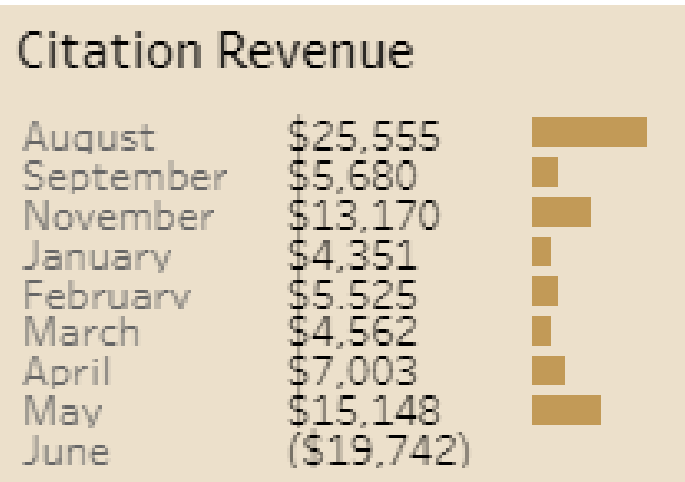 Citation Revenue
August $25,555
September $5,680
November $13,170
January $4,351
February $5.525
March $4,562
April $7,003
May $15,148
June ($19,742)